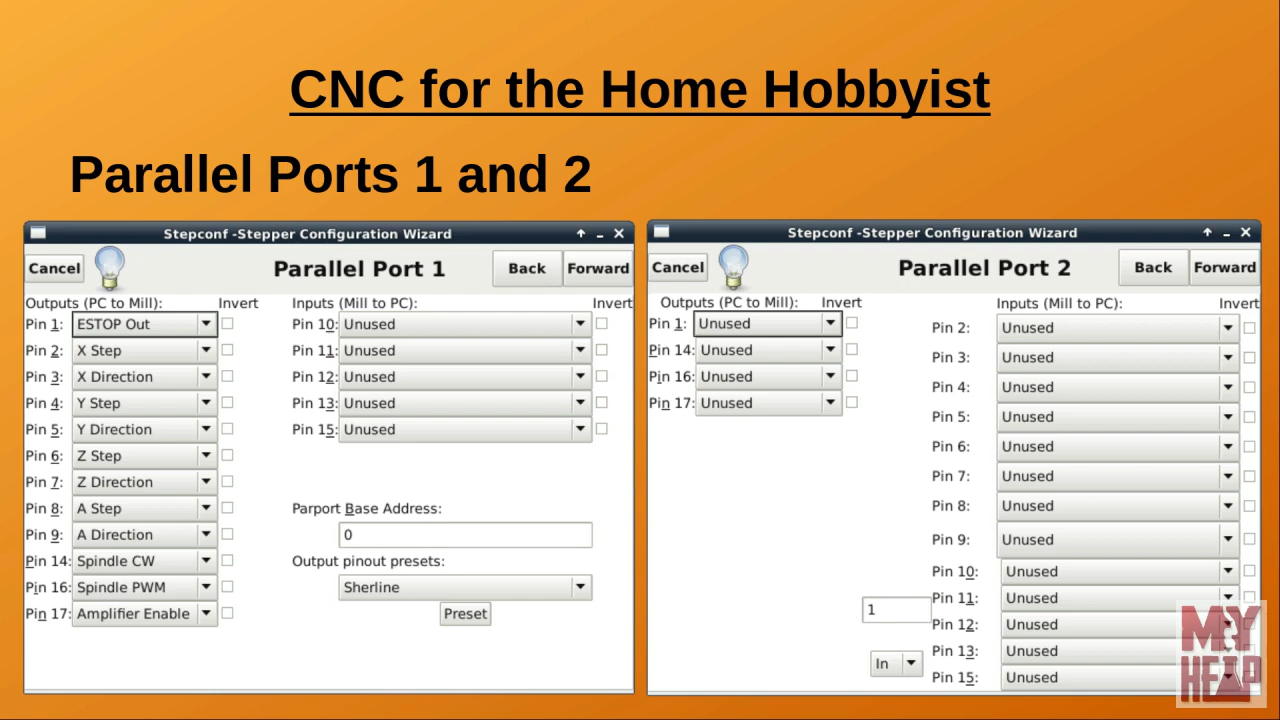 CNC for the Home Hobbyist
Parallel Ports 1 and 2
Stepconf -Stepper Configuration Wizard
Cancel
Parallel Port 1
Back
Forward
Outputs (PC to Mill):
Invert
Inputs (Mill to PC):
Invert
Pin 1: ESTOP Out
Pin 2: X Step
Pin 3: X Direction
Pin 4: Y Step
Pin 5: Y Direction
Pin 6: Z Step
Pin 7: Z Direction
Pin 8: A Step
Pin 9: A Direction
Pin 14: Spindle CW
Pin 16: Spindle PWM
Pin 17: Amplifier Enable
Pin 10: Unused
Pin 11: Unused
Pin 12: Unused
Pin 13: Unused
Pin 15: Unused
Parport Base Address:
0
Output pinout presets:
Sherline
Preset
Stepconf -Stepper Configuration Wizard
Cancel
Parallel Port 2
Back
Forward
Outputs (PC to Mill):
Invert
Inputs (Mill to PC):
Invert
Pin 1: Unused
Pin 14: Unused
Pin 16: Unused
Pin 17: Unused
Pin 2: Unused
Pin 3: Unused
Pin 4: Unused
Pin 5: Unused
Pin 6: Unused
Pin 7: Unused
Pin 8: Unused
Pin 9: Unused
Pin 10: Unused
Pin 11: Unused
Pin 12: Unused
Pin 13: Unused
Pin 15: Unused
1
In
MY
HEAP